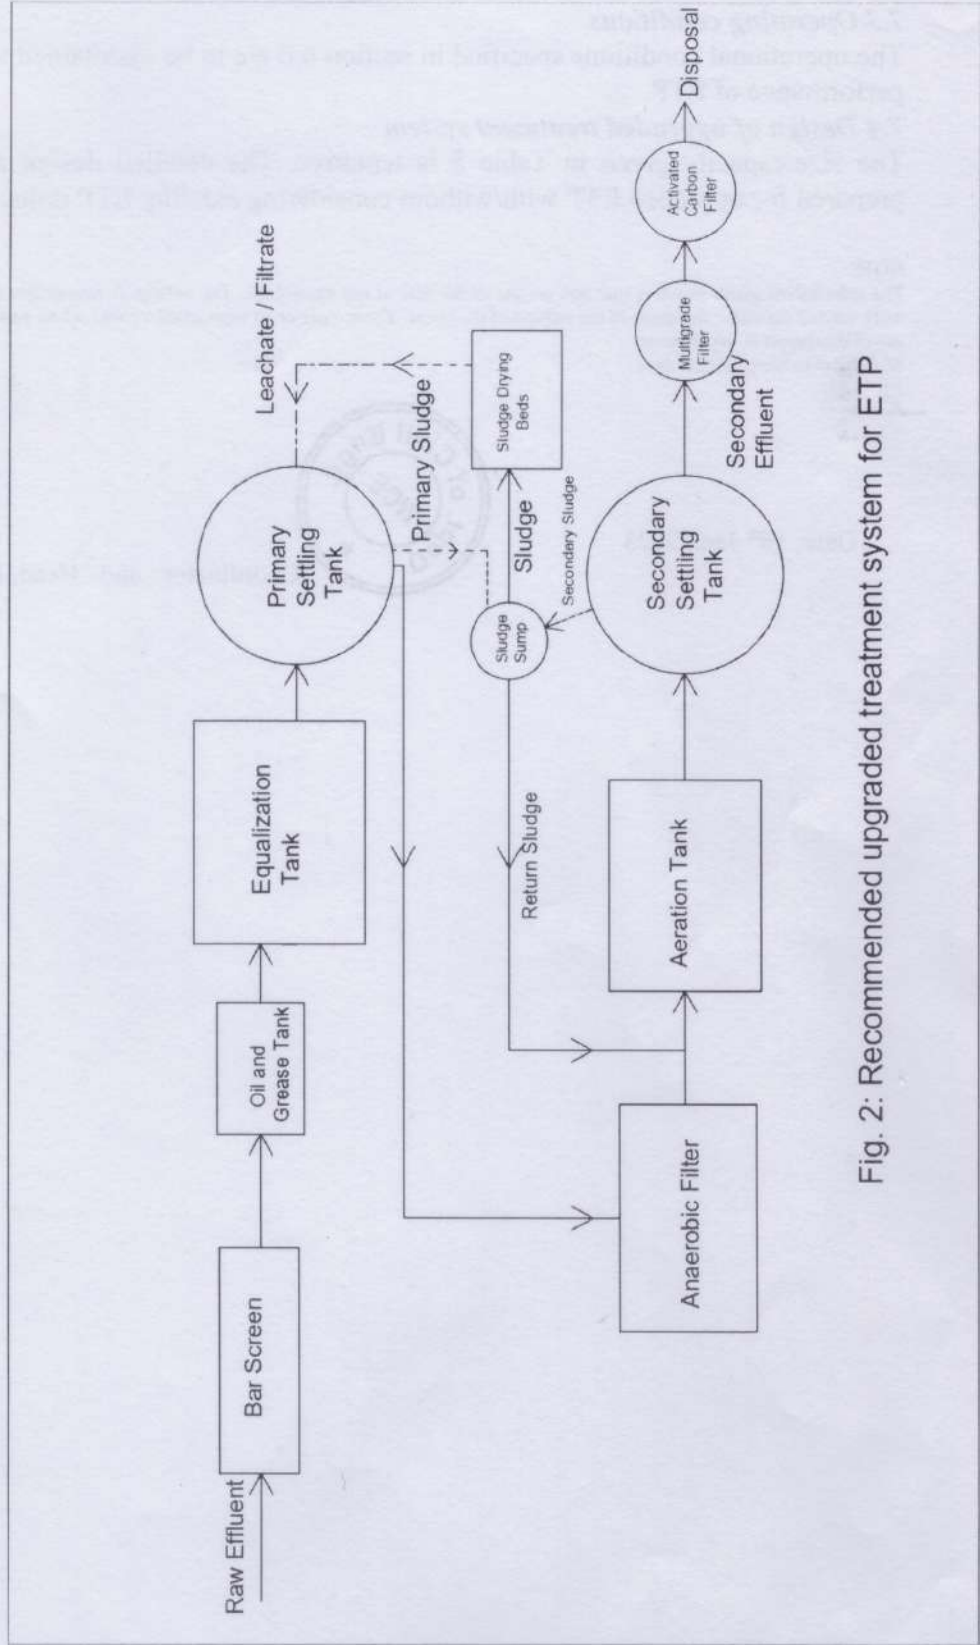 Raw Effluent
Bar Screen
Oil and
Grease Tank
Equalization
Tank
Primary
Settling
Tank
Leachate / Filtrate
Primary Sludge
Sludge Drying
Beds
Sludge
Sludge
Sump
Secondary Sludge
Return Sludge
Anaerobic Filter
Aeration Tank
Secondary
Settling
Tank
Secondary
Effluent
Multigrade
Filter
Activated
Carbon
Filter
Disposal
Fig. 2: Recommended upgraded treatment system for ETP